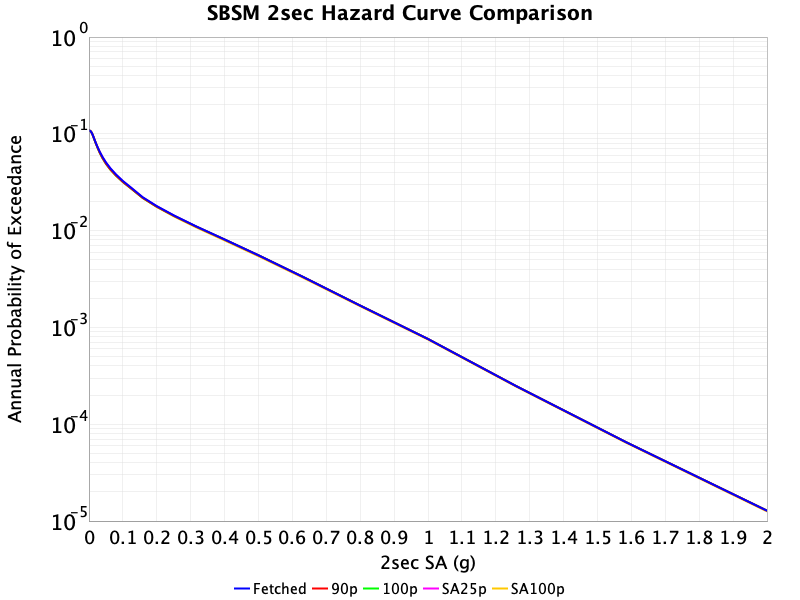 SBSM 2sec Hazard Curve Comparison
10^0
10^-1
10^-2
10^-3
10^-4
10^-5
Annual Probability of Exceedance
0 0.1 0.2 0.3 0.4 0.5 0.6 0.7 0.8 0.9 1 1.1 1.2 1.3 1.4 1.5 1.6 1.7 1.8 1.9 2
2sec SA (g)
Fetched 90p 100p SA25p SA100p